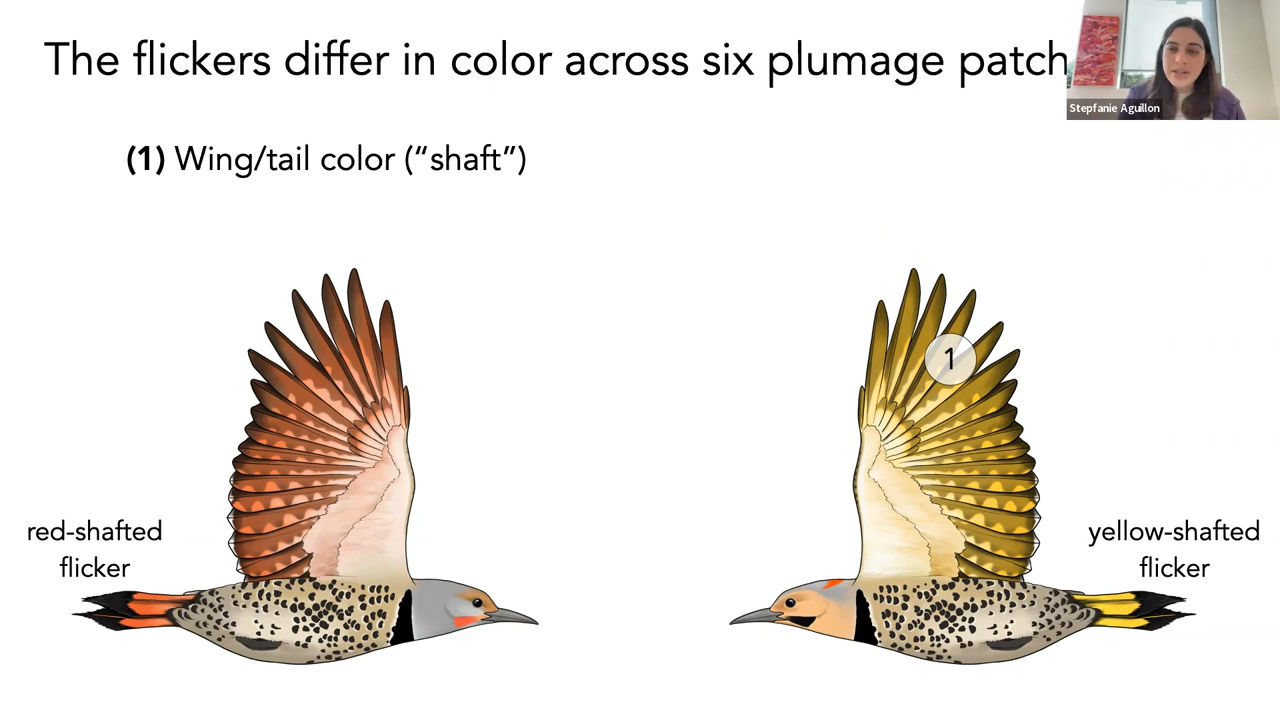 The flickers differ in color across six plumage patch
Stepfanie Aguillon
(1) Wing/tail color (“shaft”)
1
red-shafted
flicker
yellow-shafted
flicker